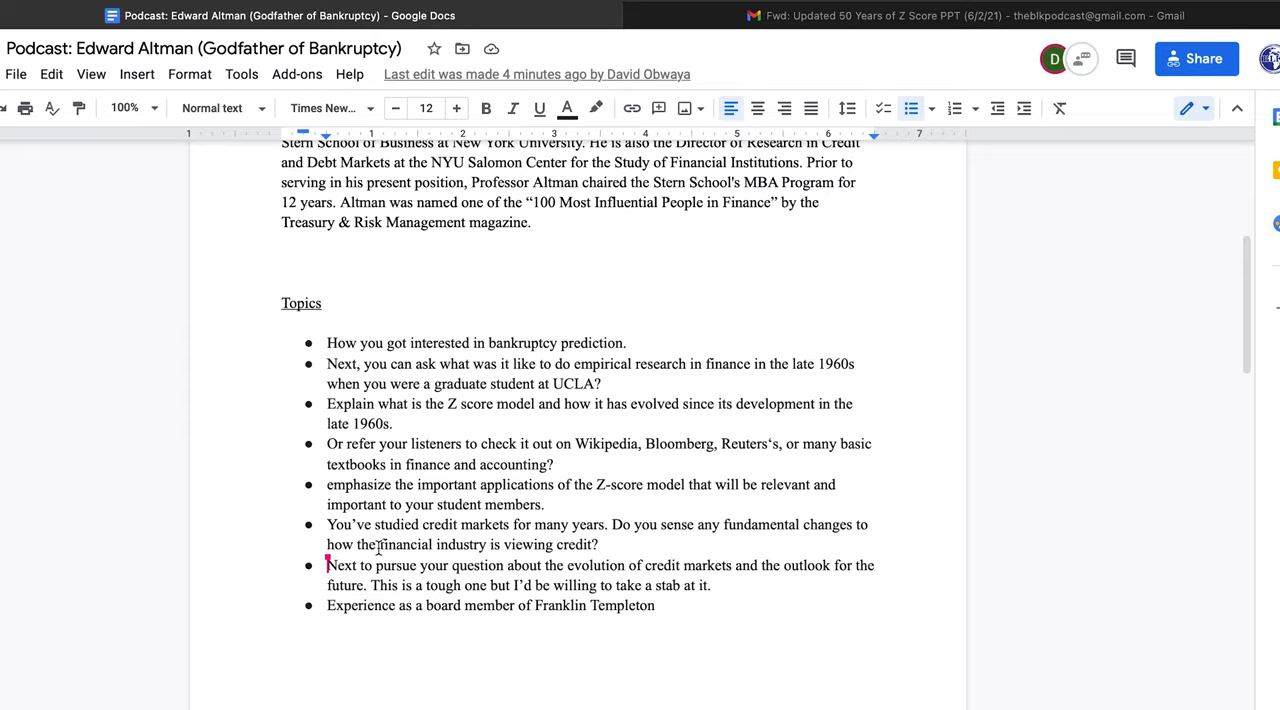 Podcast: Edward Altman (Godfather of Bankruptcy) - Google Docs
Fwd: Updated 50 Years of Z Score PPT (6/2/21) - theblkpodcast@gmail.com - Gmail
Podcast: Edward Altman (Godfather of Bankruptcy)
D
Share
File Edit View Insert Format Tools Add-ons Help Last edit was made 4 minutes ago by David Obwaya
100% Normal text Times New... − 12 + B I U A
1 1 2 3 4 5 6 7
Stern School of Business at New York University. He is also the Director of Research in Credit
and Debt Markets at the NYU Salomon Center for the Study of Financial Institutions. Prior to
serving in his present position, Professor Altman chaired the Stern School's MBA Program for
12 years. Altman was named one of the “100 Most Influential People in Finance” by the
Treasury & Risk Management magazine.
Topics
● How you got interested in bankruptcy prediction.
● Next, you can ask what was it like to do empirical research in finance in the late 1960s
when you were a graduate student at UCLA?
● Explain what is the Z score model and how it has evolved since its development in the
late 1960s.
● Or refer your listeners to check it out on Wikipedia, Bloomberg, Reuters‘s, or many basic
textbooks in finance and accounting?
● emphasize the important applications of the Z-score model that will be relevant and
important to your student members.
● You’ve studied credit markets for many years. Do you sense any fundamental changes to
how the financial industry is viewing credit?
● Next to pursue your question about the evolution of credit markets and the outlook for the
future. This is a tough one but I’d be willing to take a stab at it.
● Experience as a board member of Franklin Templeton